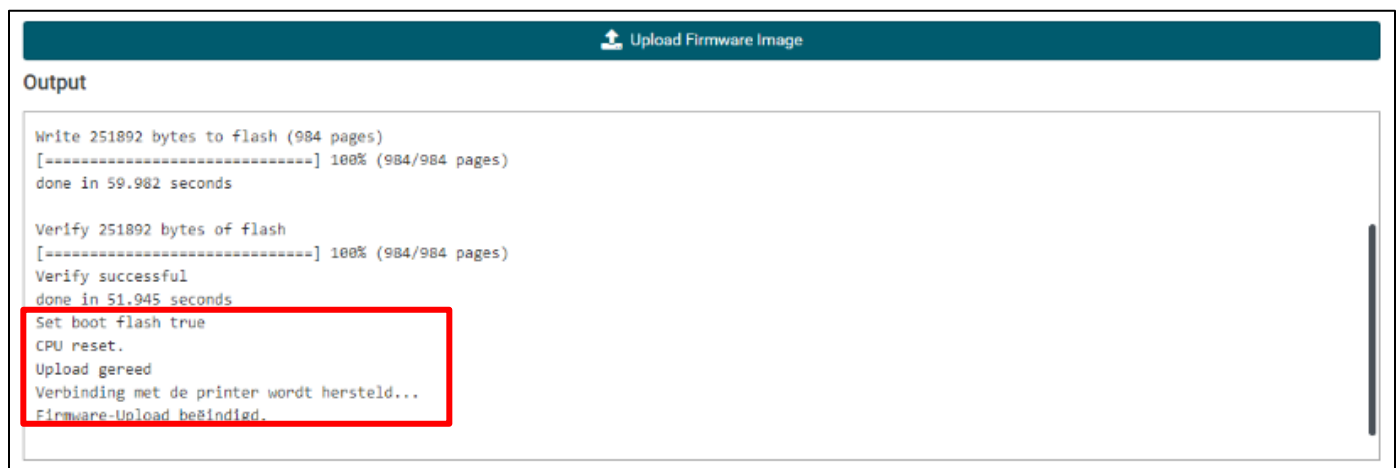 Upload Firmware Image
Output
Write 251892 bytes to flash (984 pages)
[==============================] 100% (984/984 pages)
done in 59.982 seconds
Verify 251892 bytes of flash
[==============================] 100% (984/984 pages)
Verify successful
done in 51.945 seconds
Set boot flash true
CPU reset.
Upload gereed
Verbinding met de printer wordt hersteld...
Firmware-Upload beëindigd.